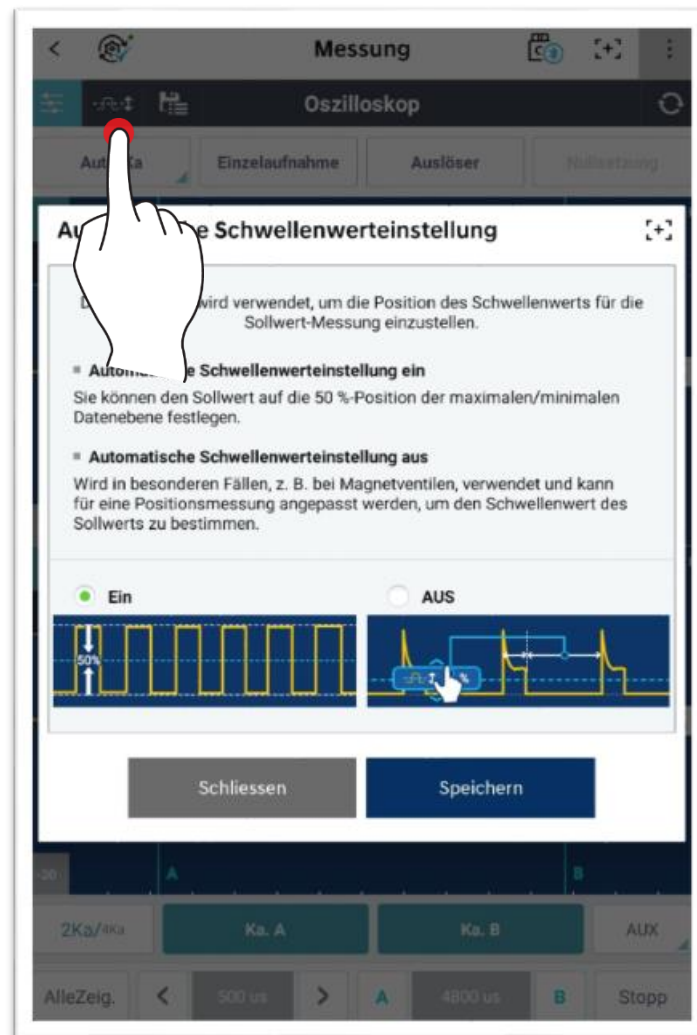 Messung
Oszilloskop
Einzelaufnahme Auslöser Nullsetzung
Schwellenwerteinstellung
wird verwendet, um die Position des Schwellenwerts für die
Sollwert-Messung einzustellen.
Schwellenwerteinstellung ein
Sie können den Sollwert auf die 50 %-Position der maximalen/minimalen
Datenebene festlegen.
Automatische Schwellenwerteinstellung aus
Wird in besonderen Fällen, z. B. bei Magnetventilen, verwendet und kann
für eine Positionsmessung angepasst werden, um den Schwellenwert des
Sollwerts zu bestimmen.
Ein AUS
50% %
Schliessen Speichern
-20 A B
2Ka/4Ka Ka. A Ka. B AUX
AlleZeig. < 500 us > A 4800 us B Stopp